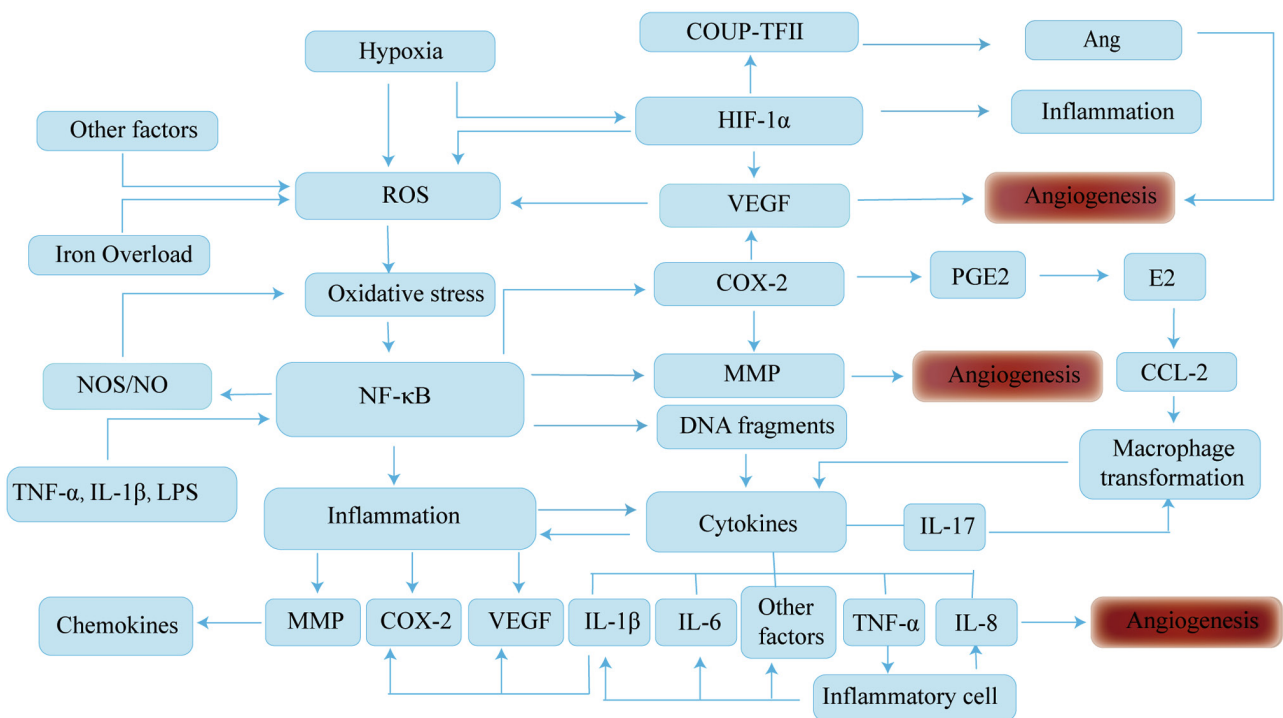 COUP-TFII
Ang
Hypoxia
HIF-1α
Inflammation
Other factors
ROS
VEGF
Angiogenesis
Iron Overload
Oxidative stress
COX-2
PGE2
E2
NOS/NO
NF-κB
MMP
Angiogenesis
CCL-2
DNA fragments
Macrophage
transformation
TNF-α, IL-1β, LPS
Inflammation
Cytokines
IL-17
Chemokines
MMP
COX-2
VEGF
IL-1β
IL-6
Other
factors
TNF-α
IL-8
Angiogenesis
Inflammatory cell